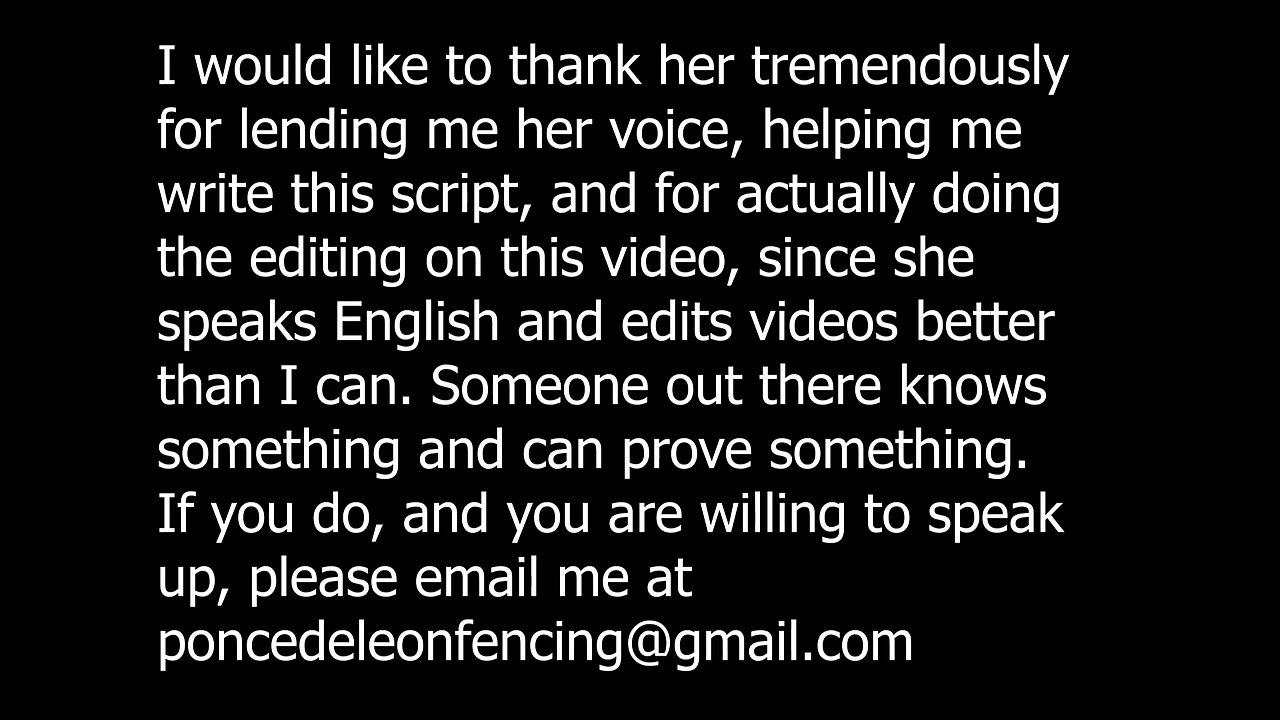 I would like to thank her tremendously
for lending me her voice, helping me
write this script, and for actually doing
the editing on this video, since she
speaks English and edits videos better
than I can. Someone out there knows
something and can prove something.
If you do, and you are willing to speak
up, please email me at
poncedeleonfencing@gmail.com